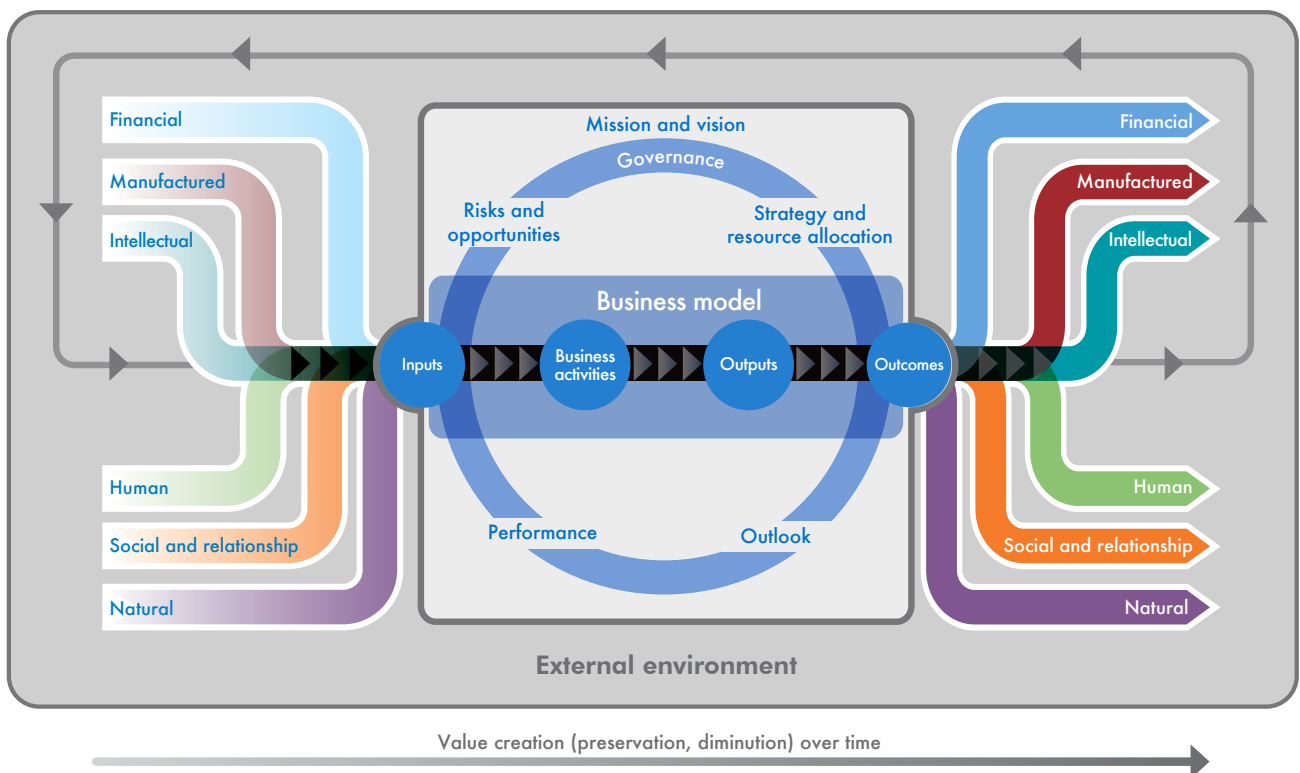 Financial
Manufactured
Intellectual
Human
Social and relationship
Natural
Mission and vision
Governance
Risks and
opportunities
Strategy and
resource allocation
Business model
Inputs
Business
activities
Outputs
Outcomes
Performance
Outlook
Financial
Manufactured
Intellectual
Human
Social and relationship
Natural
External environment
Value creation (preservation, diminution) over time